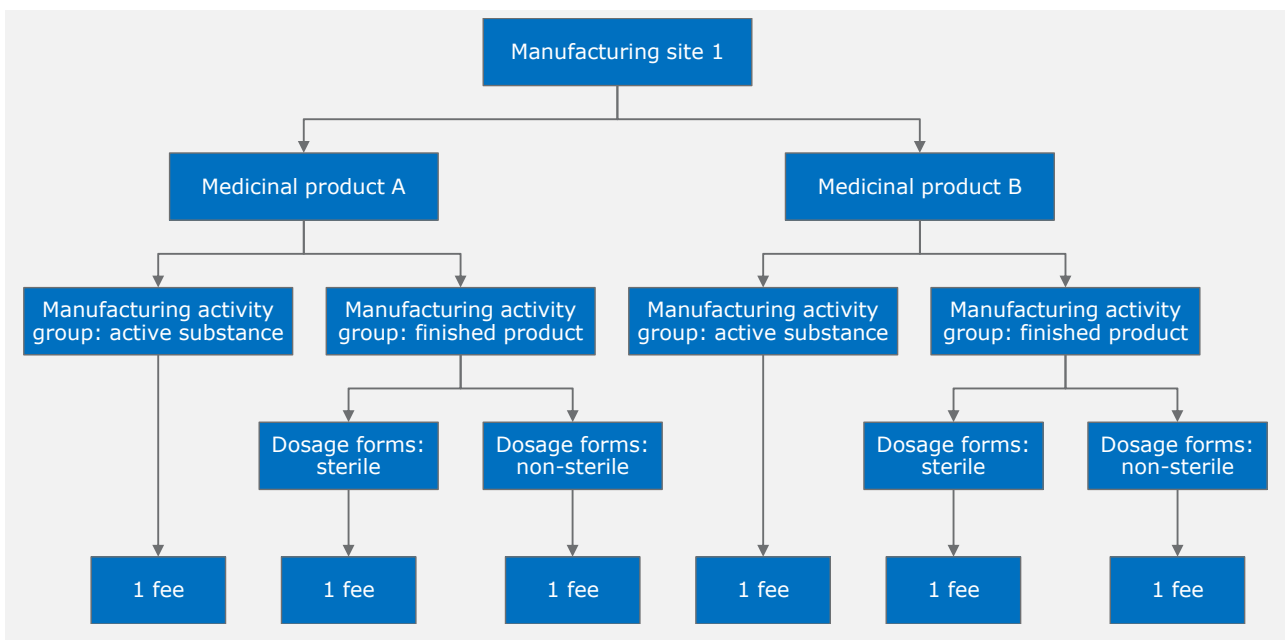 Manufacturing site 1
Medicinal product A
Medicinal product B
Manufacturing activity
group: active substance
Manufacturing activity
group: finished product
Manufacturing activity
group: active substance
Manufacturing activity
group: finished product
Dosage forms:
sterile
Dosage forms:
non-sterile
Dosage forms:
sterile
Dosage forms:
non-sterile
1 fee
1 fee
1 fee
1 fee
1 fee
1 fee